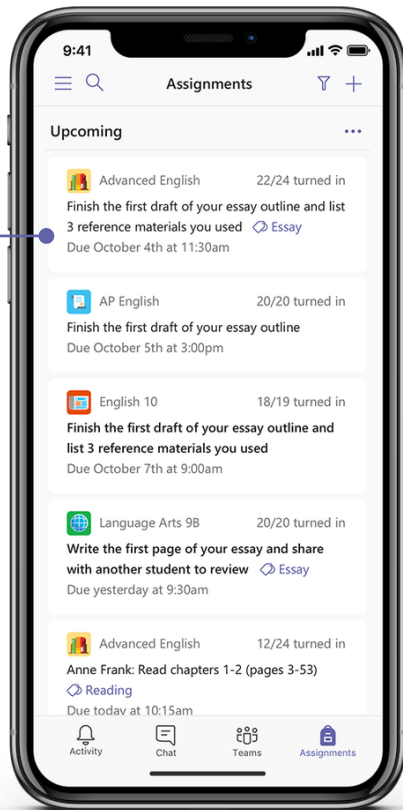 9:41
Assignments
Upcoming
Advanced English 22/24 turned in
Finish the first draft of your essay outline and list
3 reference materials you used Essay
Due October 4th at 11:30am
AP English 20/20 turned in
Finish the first draft of your essay outline
Due October 5th at 3:00pm
English 10 18/19 turned in
Finish the first draft of your essay outline and
list 3 reference materials you used
Due October 7th at 9:00am
Language Arts 9B 20/20 turned in
Write the first page of your essay and share
with another student to review Essay
Due yesterday at 9:30am
Advanced English 12/24 turned in
Anne Frank: Read chapters 1-2 (pages 3-53)
Reading
Due today at 10:15am
Activity Chat Teams Assignments